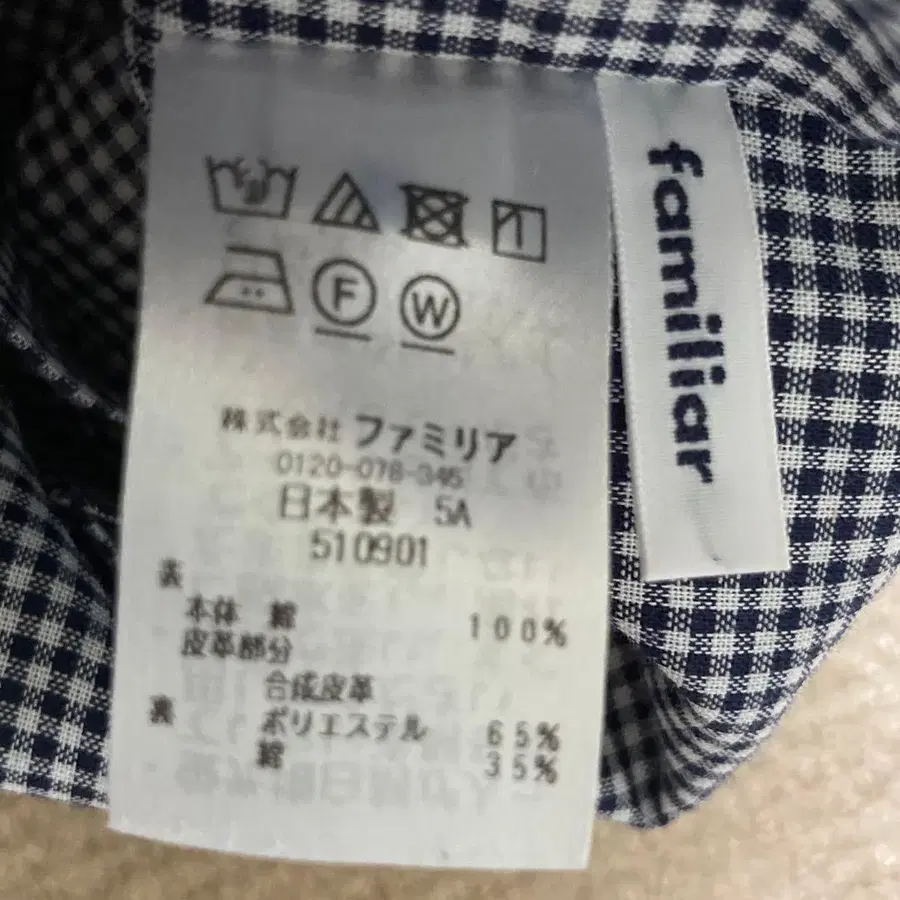 F W
株式会社 ファミリア
0120-078-345
日本製 5A
510901
表
本体 綿 100%
皮革部分
合成皮革
裏 ポリエステル 65%
綿 35%
familiar